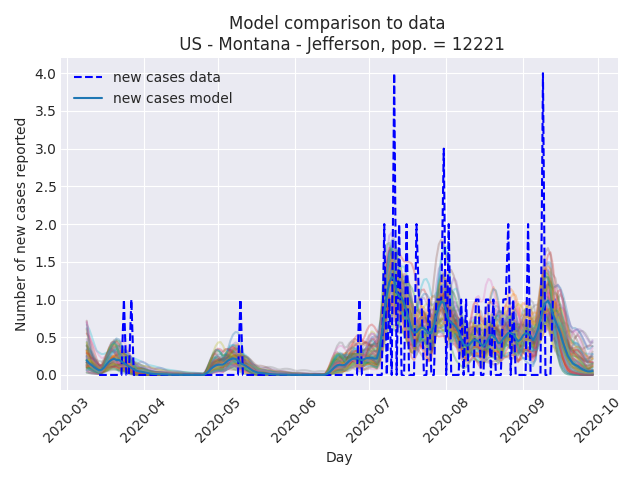 Model comparison to data
US - Montana - Jefferson, pop. = 12221
new cases data
new cases model
Number of new cases reported
4.0
3.5
3.0
2.5
2.0
1.5
1.0
0.5
0.0
2020-03
2020-04
2020-05
2020-06
2020-07
2020-08
2020-09
2020-10
Day